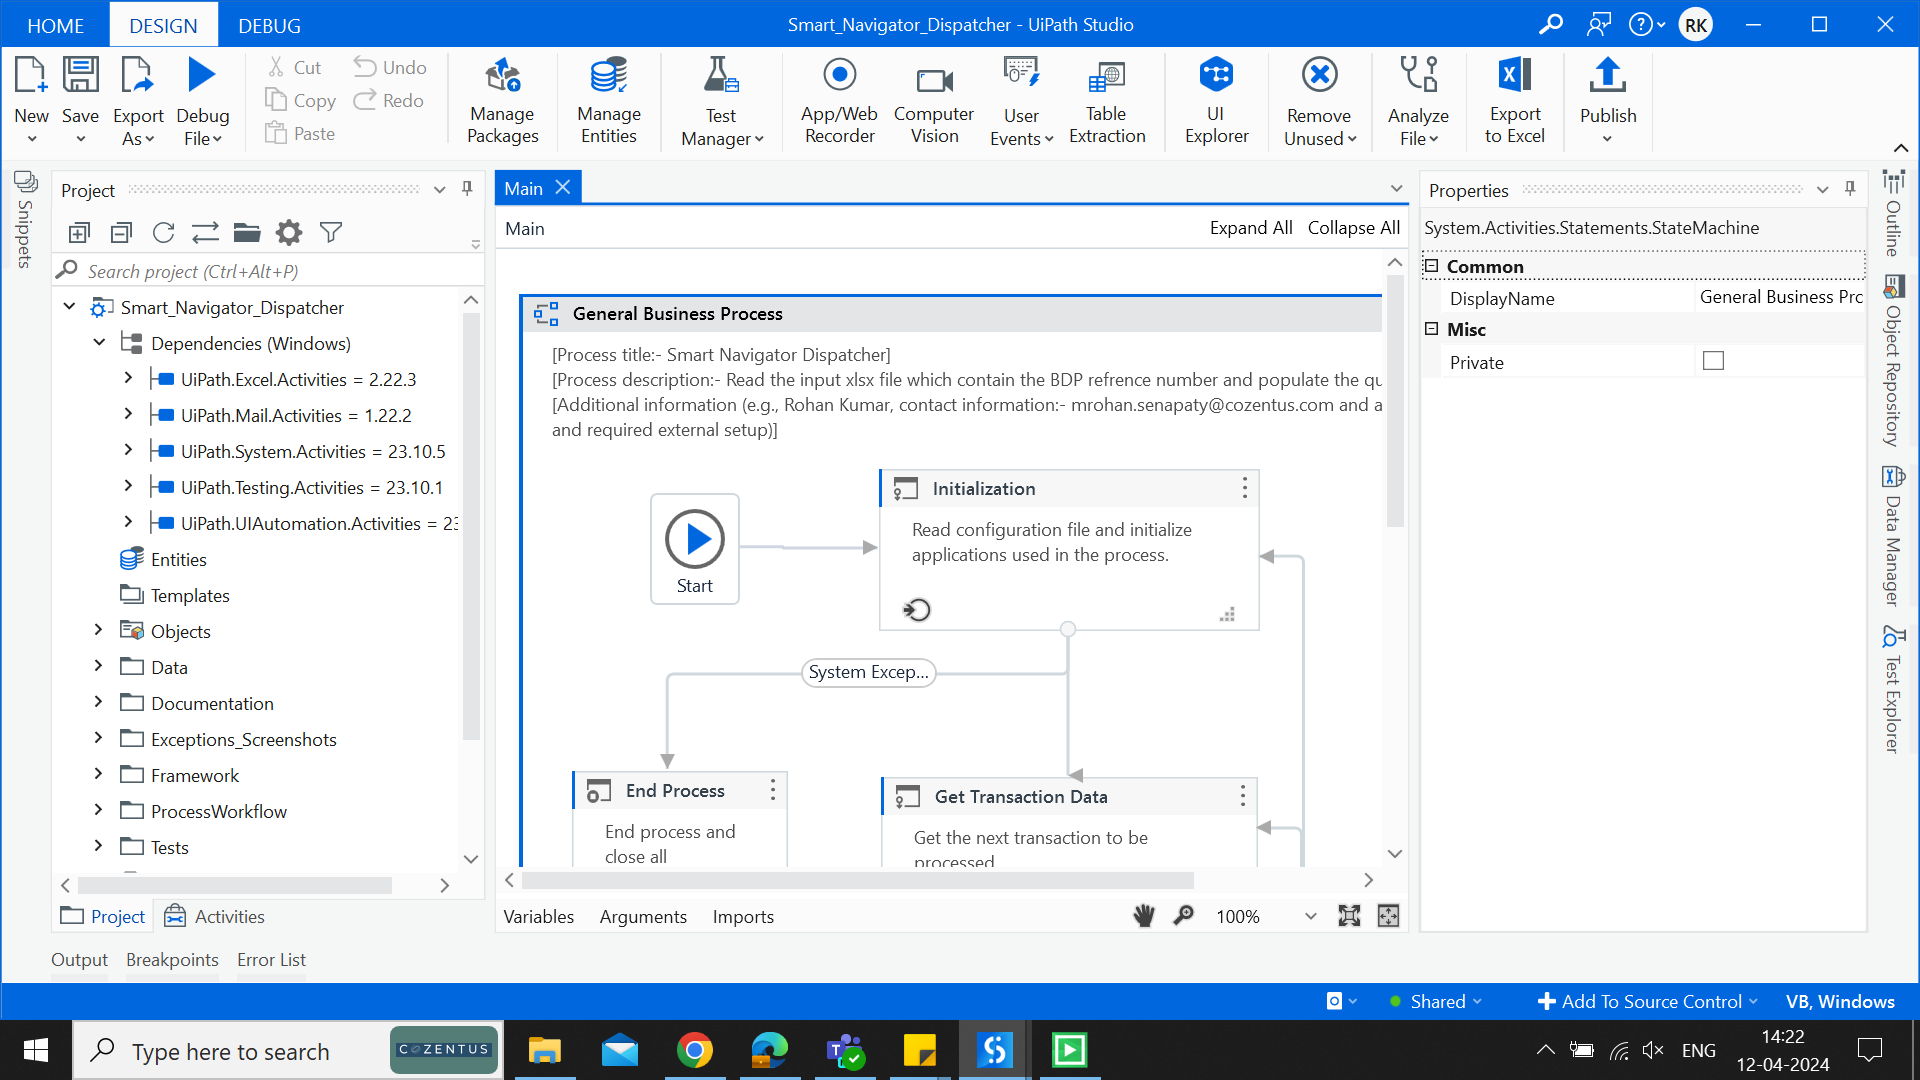 HOME DESIGN DEBUG Smart_Navigator_Dispatcher - UiPath Studio RK
New Save Export As Debug File Cut Copy Paste Undo Redo Manage Packages Manage Entities Test Manager App/Web Recorder Computer Vision User Events Table Extraction UI Explorer Remove Unused Analyze File Export to Excel Publish
Snippets
Project
Search project (Ctrl+Alt+P)
Smart_Navigator_Dispatcher
Dependencies (Windows)
UiPath.Excel.Activities = 2.22.3
UiPath.Mail.Activities = 1.22.2
UiPath.System.Activities = 23.10.5
UiPath.Testing.Activities = 23.10.1
UiPath.UIAutomation.Activities = 23
Entities
Templates
Objects
Data
Documentation
Exceptions_Screenshots
Framework
ProcessWorkflow
Tests
Project Activities
Main
Main Expand All Collapse All
General Business Process
[Process title:- Smart Navigator Dispatcher]
[Process description:- Read the input xlsx file which contain the BDP refrence number and populate the qu
[Additional information (e.g., Rohan Kumar, contact information:- mrohan.senapaty@cozentus.com and a
and required external setup)]
Start
Initialization
Read configuration file and initialize
applications used in the process.
System Excep...
End Process
End process and
close all
Get Transaction Data
Get the next transaction to be
processed
Variables Arguments Imports 100%
Properties
System.Activities.Statements.StateMachine
Common
DisplayName General Business Proc
Misc
Private
Outline
Object Repository
Data Manager
Test Explorer
Output Breakpoints Error List
Shared Add To Source Control VB, Windows
Type here to search COZENTUS
ENG
14:22
12-04-2024